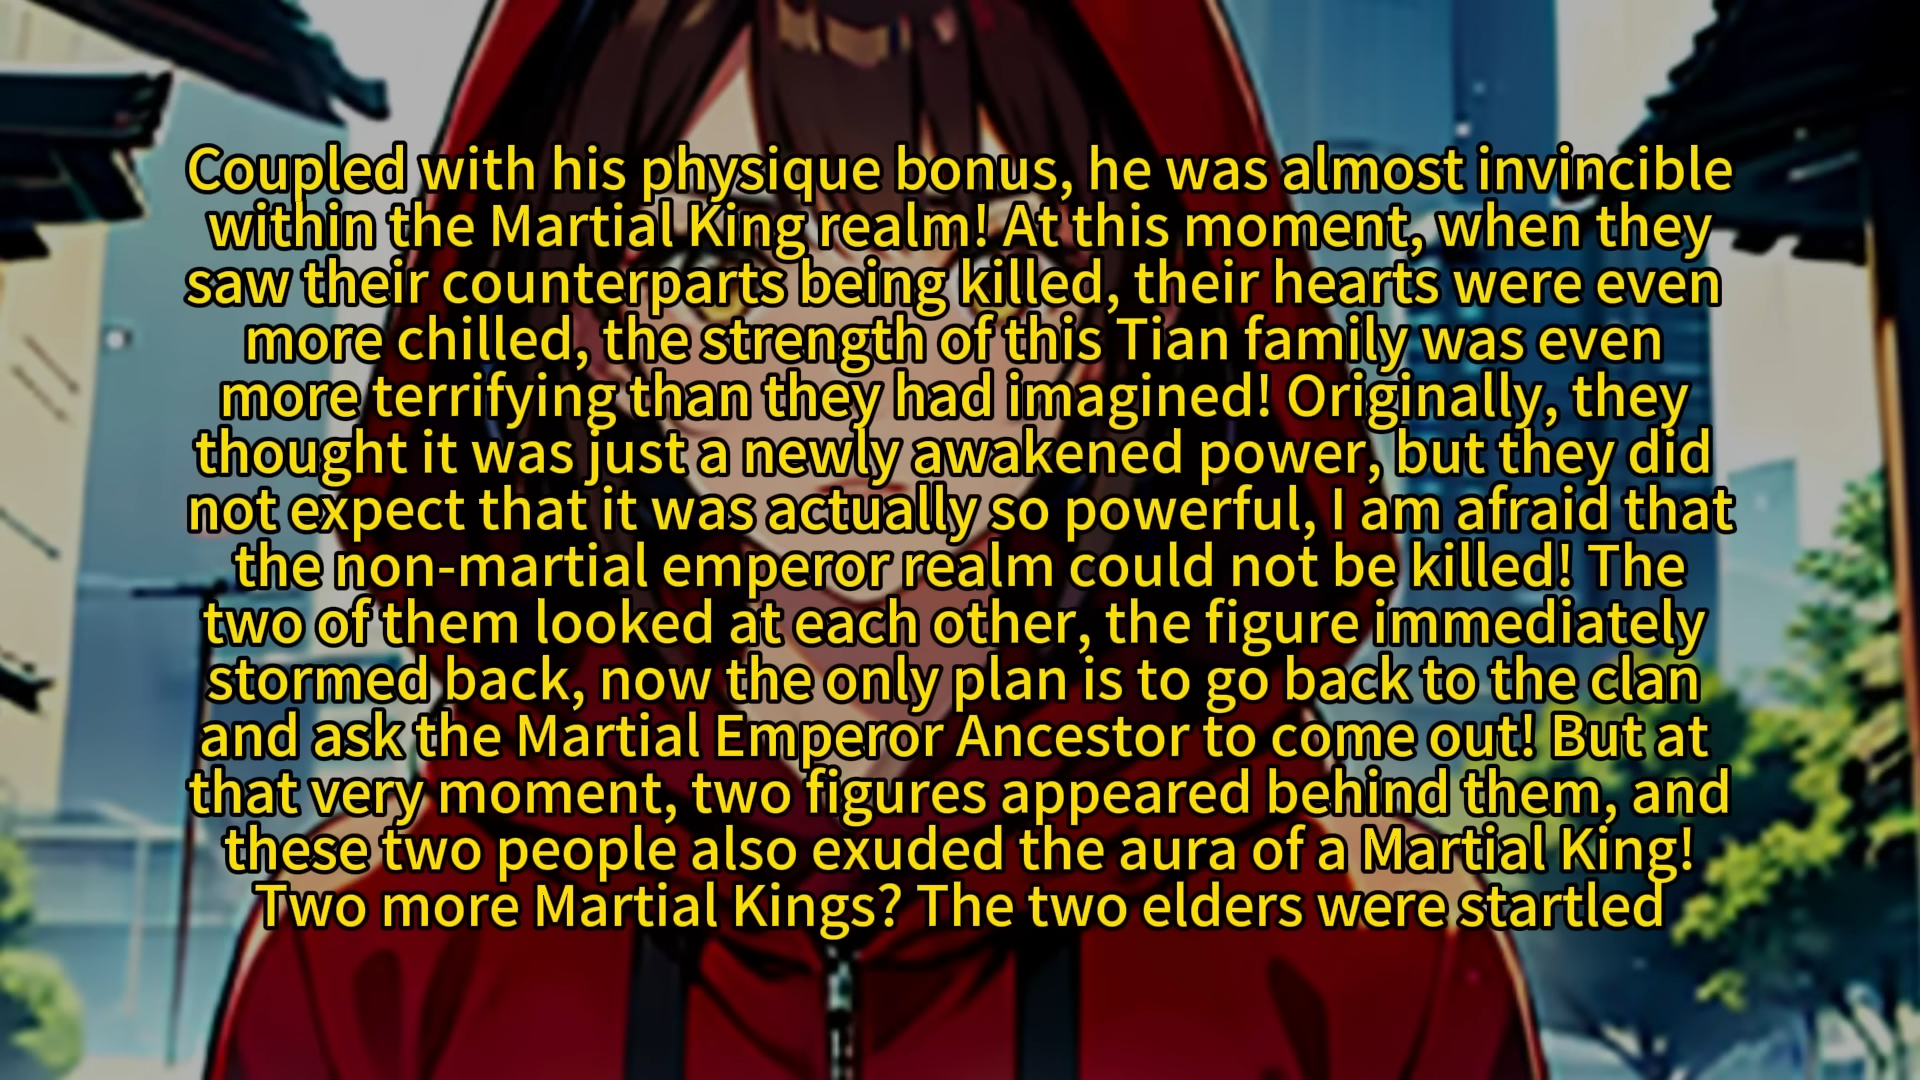 Coupled with his physique bonus, he was almost invincible
within the Martial King realm! At this moment, when they
saw their counterparts being killed, their hearts were even
more chilled, the strength of this Tian family was even
more terrifying than they had imagined! Originally, they
thought it was just a newly awakened power, but they did
not expect that it was actually so powerful, I am afraid that
the non-martial emperor realm could not be killed! The
two of them looked at each other, the figure immediately
stormed back, now the only plan is to go back to the clan
and ask the Martial Emperor Ancestor to come out! But at
that very moment, two figures appeared behind them, and
these two people also exuded the aura of a Martial King!
Two more Martial Kings? The two elders were startled